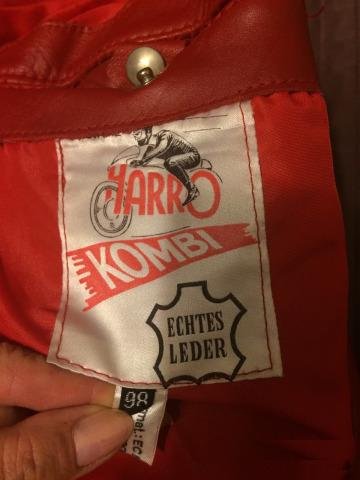 HARRO
KOMBI
ECHTES
LEDER
98